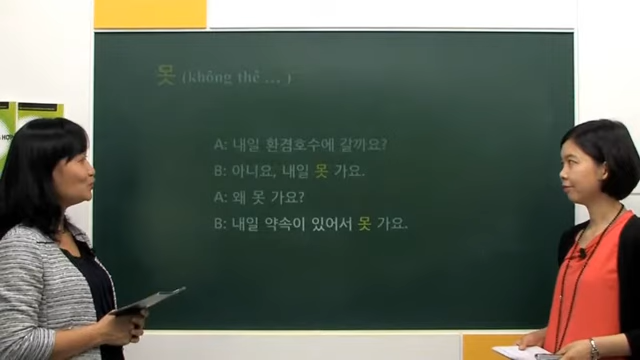 못 (không thể ... )
A: 내일 환검호수에 갈까요?
B: 아니요, 내일 못 가요.
A: 왜 못 가요?
B: 내일 약속이 있어서 못 가요.